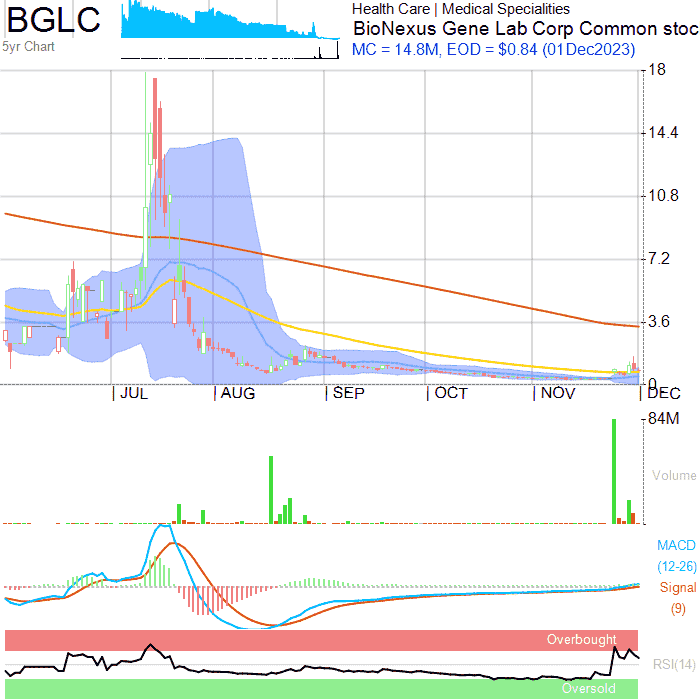 BGLC
5yr Chart
Health Care | Medical Specialities
BioNexus Gene Lab Corp Common stoc
MC = 14.8M, EOD = $0.84 (01Dec2023)
18
14.4
10.8
7.2
3.6
0
JUL AUG SEP OCT NOV DEC
84M
Volume
MACD
(12-26)
Signal
(9)
Overbought
RSI(14)
Oversold